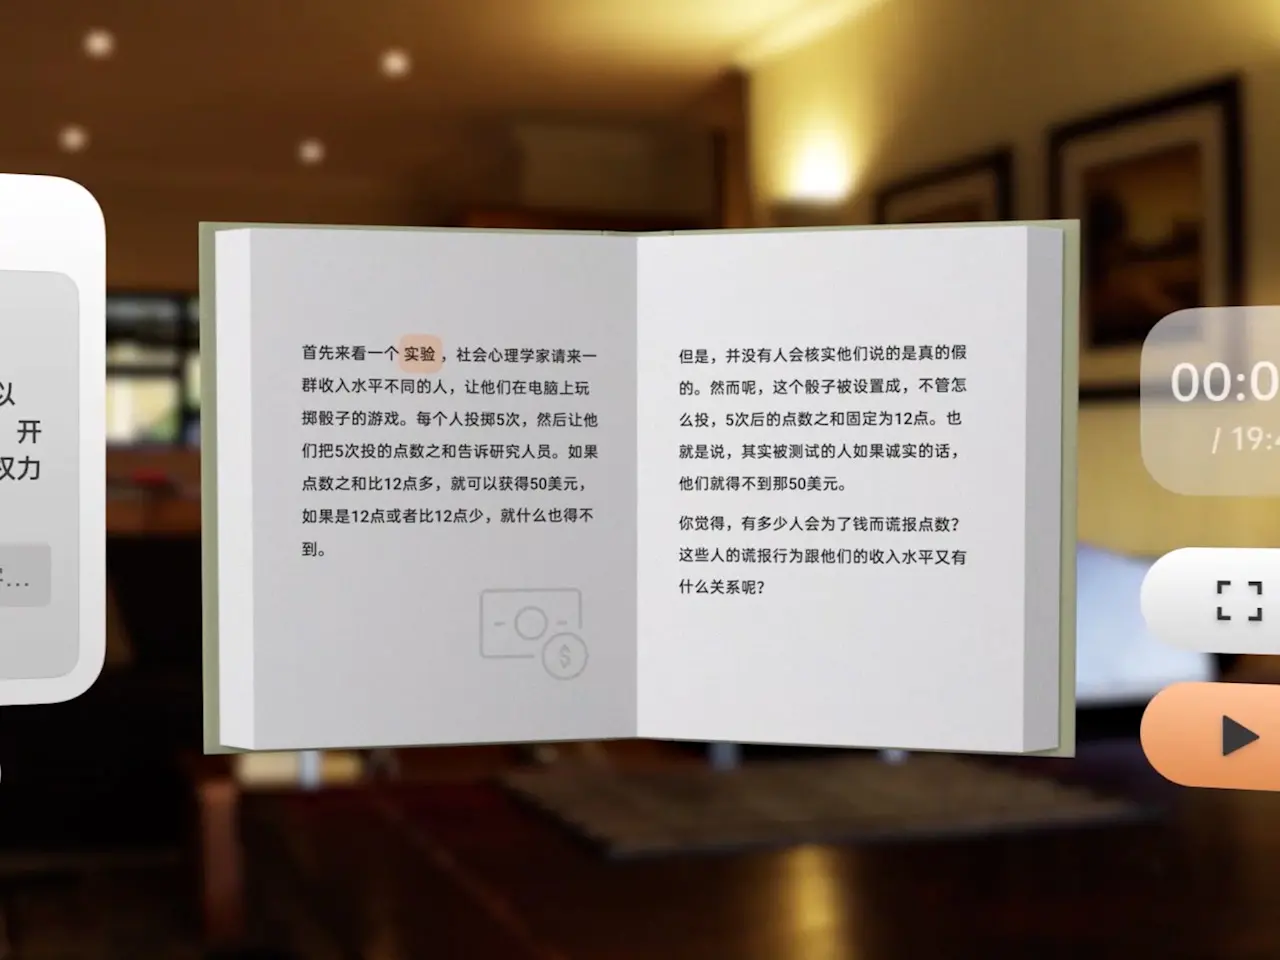 以
开
权力
首先来看一个实验，社会心理学家请来一
群收入水平不同的人，让他们在电脑上玩
掷骰子的游戏。每个人投掷5次，然后让他
们把5次投的点数之和告诉研究人员。如果
点数之和比12点多，就可以获得50美元，
如果是12点或者比12点少，就什么也得不
到。
$
但是，并没有人会核实他们说的是真的假
的。然而呢，这个骰子被设置成，不管怎
么投，5次后的点数之和固定为12点。也
就是说，其实被测试的人如果诚实的话，
他们就得不到那50美元。
你觉得，有多少人会为了钱而谎报点数？
这些人的谎报行为跟他们的收入水平又有
什么关系呢？
00:0
/ 19:4